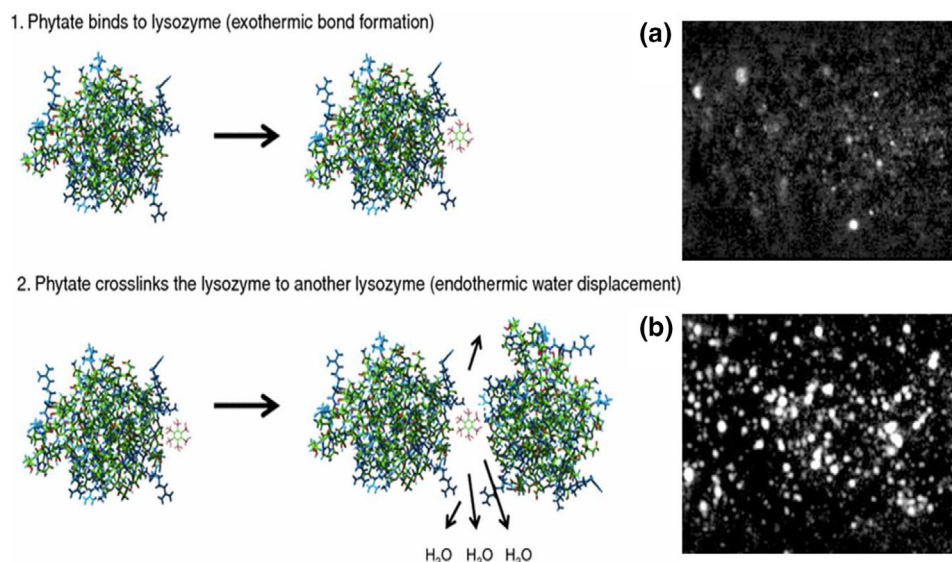 1. Phytate binds to lysozyme (exothermic bond formation)
(a)
2. Phytate crosslinks the lysozyme to another lysozyme (endothermic water displacement)
(b)
H₂O H₂O H₂O